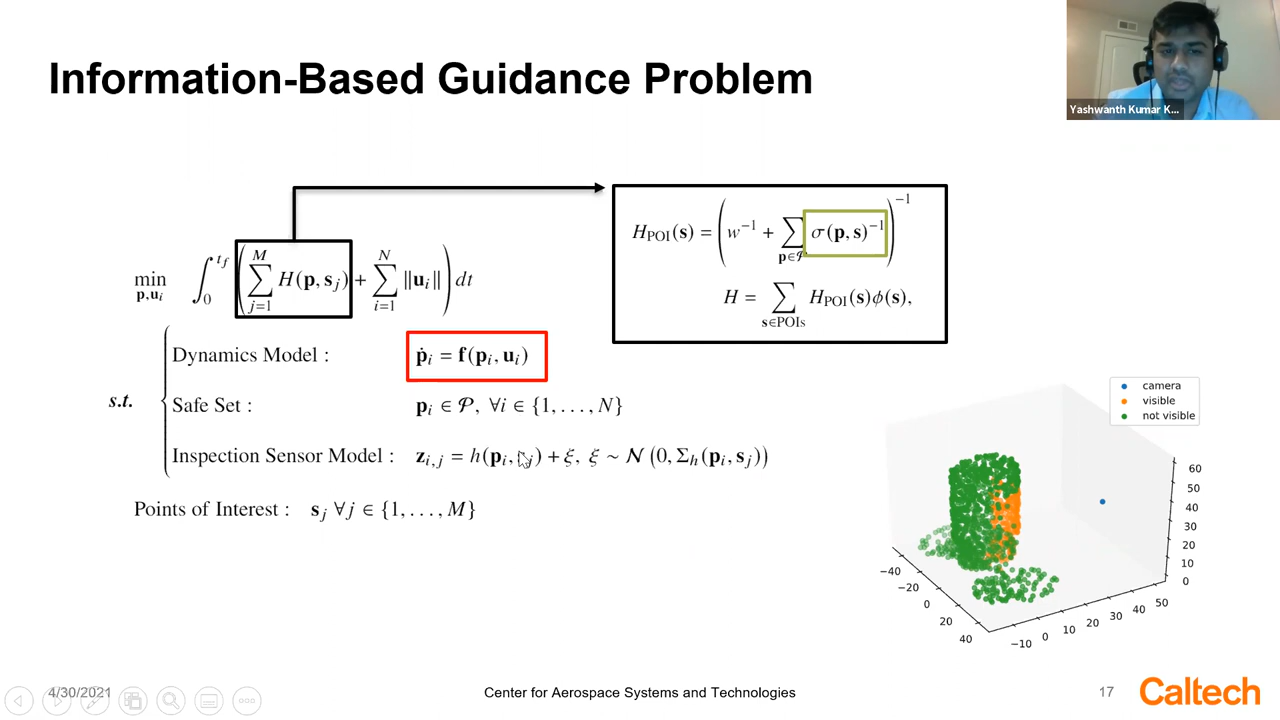 Information-Based Guidance Problem
Yashwanth Kumar K...
H_POI(s) = (w⁻¹ + ∑_{p∈𝒫} σ(p, s)⁻¹)⁻¹
H = ∑_{s∈POIs} H_POI(s)ϕ(s),
min_{p,u_i} ∫_0^{t_f} (∑_{j=1}^{M} H(p, s_j) + ∑_{i=1}^{N} ‖u_i‖) dt
s.t.
Dynamics Model : ṗ_i = f(p_i, u_i)
Safe Set : p_i ∈ 𝒫, ∀i ∈ {1, . . . , N}
Inspection Sensor Model : z_{i,j} = h(p_i, s_j) + ξ, ξ ∼ 𝒩 (0, Σ_h(p_i, s_j))
Points of Interest : s_j ∀j ∈ {1, . . . , M}
camera
visible
not visible
60
50
40
30
20
10
0
−40
−20
0
20
40
−10
0
10
20
30
40
50
4/30/2021
Center for Aerospace Systems and Technologies
17
Caltech